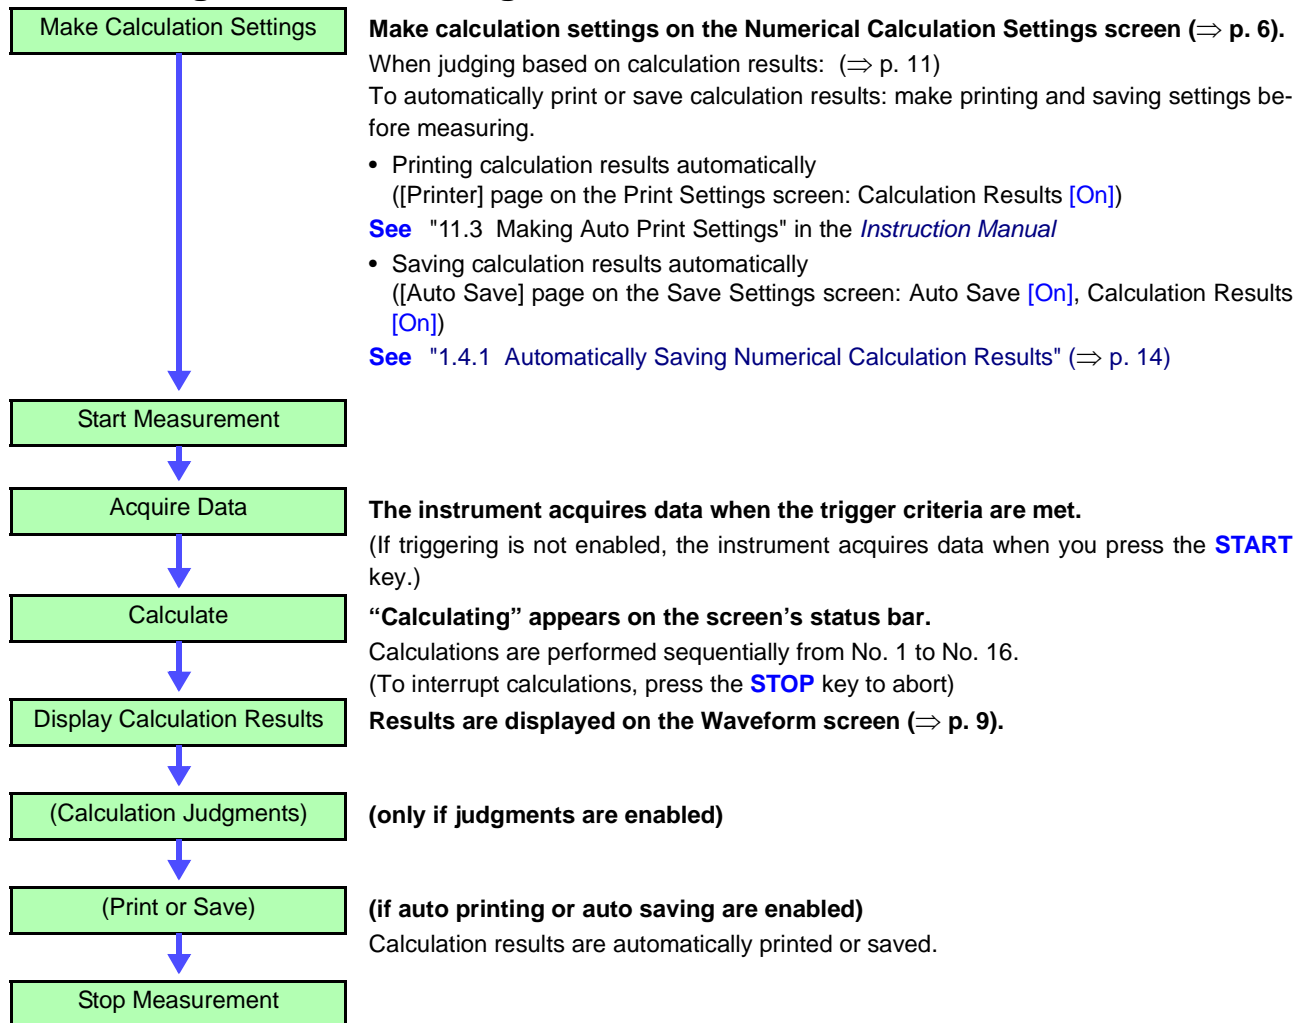 Make Calculation Settings
Make calculation settings on the Numerical Calculation Settings screen (⇒ p. 6).
When judging based on calculation results: (⇒ p. 11)
To automatically print or save calculation results: make printing and saving settings be-
fore measuring.
• Printing calculation results automatically
([Printer] page on the Print Settings screen: Calculation Results [On])
See "11.3 Making Auto Print Settings" in the Instruction Manual
• Saving calculation results automatically
([Auto Save] page on the Save Settings screen: Auto Save [On], Calculation Results
[On])
See "1.4.1 Automatically Saving Numerical Calculation Results" (⇒ p. 14)
Start Measurement
Acquire Data
The instrument acquires data when the trigger criteria are met.
(If triggering is not enabled, the instrument acquires data when you press the START
key.)
Calculate
“Calculating” appears on the screen’s status bar.
Calculations are performed sequentially from No. 1 to No. 16.
(To interrupt calculations, press the STOP key to abort)
Display Calculation Results
Results are displayed on the Waveform screen (⇒ p. 9).
(Calculation Judgments)
(only if judgments are enabled)
(Print or Save)
(if auto printing or auto saving are enabled)
Calculation results are automatically printed or saved.
Stop Measurement